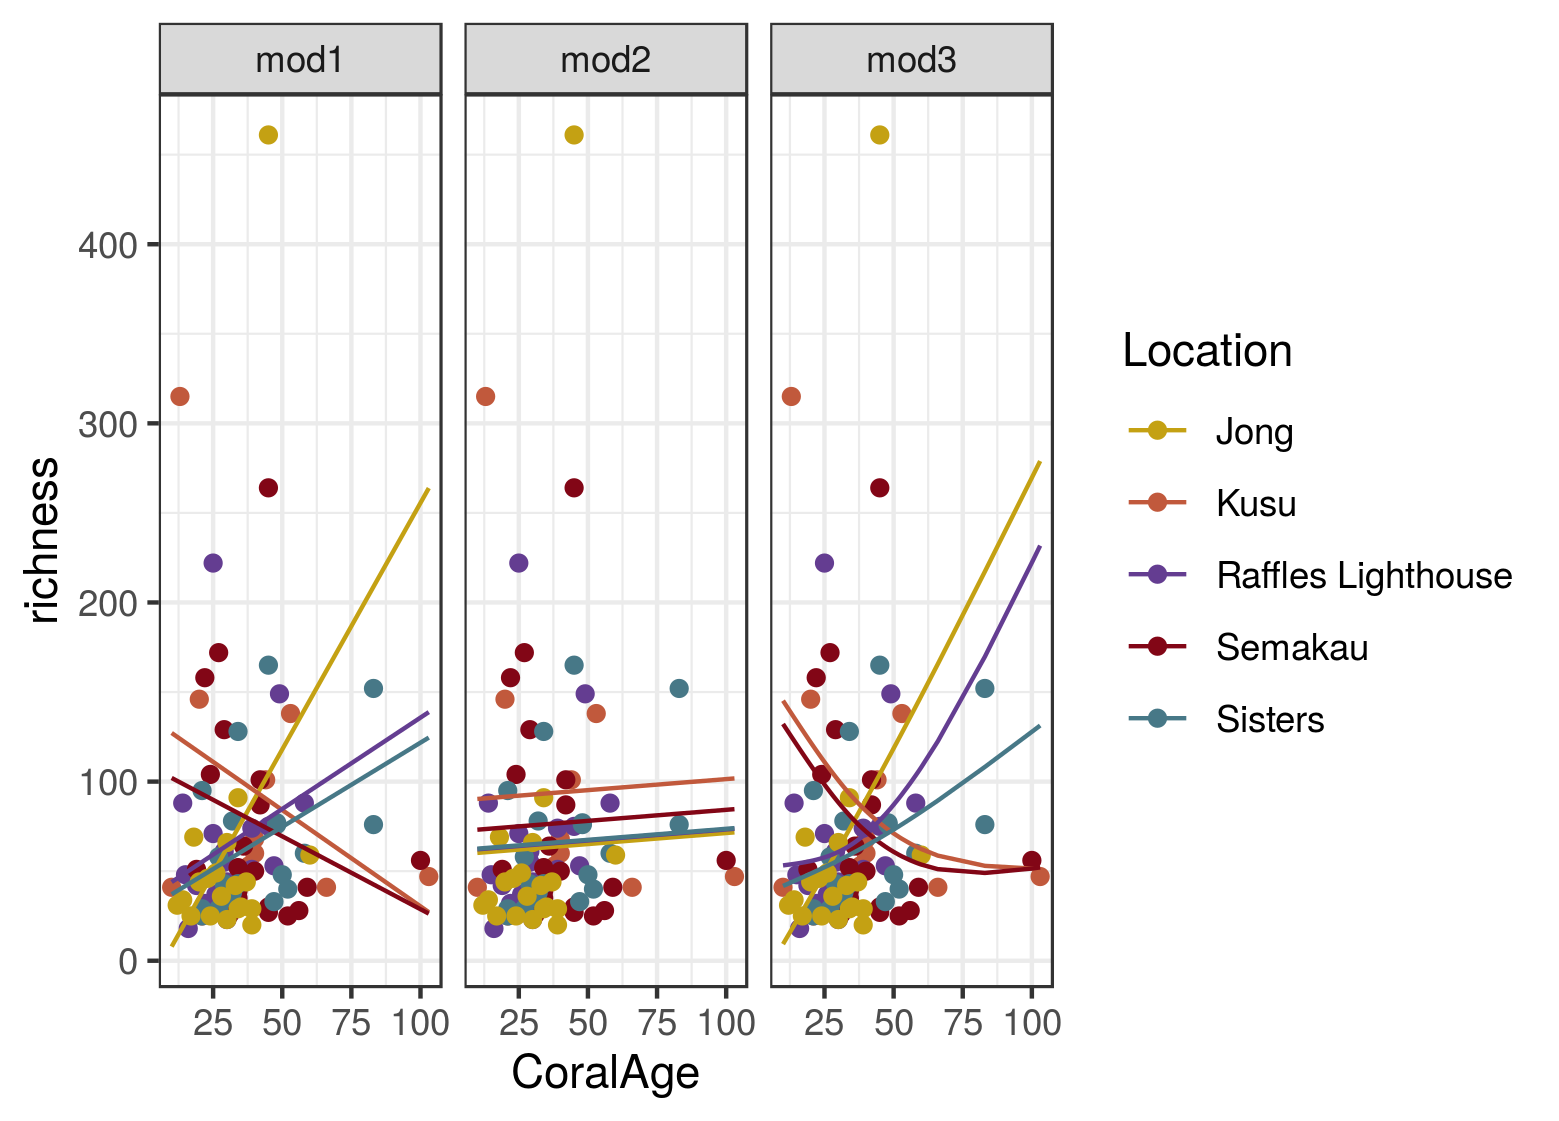 mod1 mod2 mod3
richness
400
300
200
100
0
25 50 75 100 25 50 75 100 25 50 75 100
CoralAge
Location
Jong
Kusu
Raffles Lighthouse
Semakau
Sisters